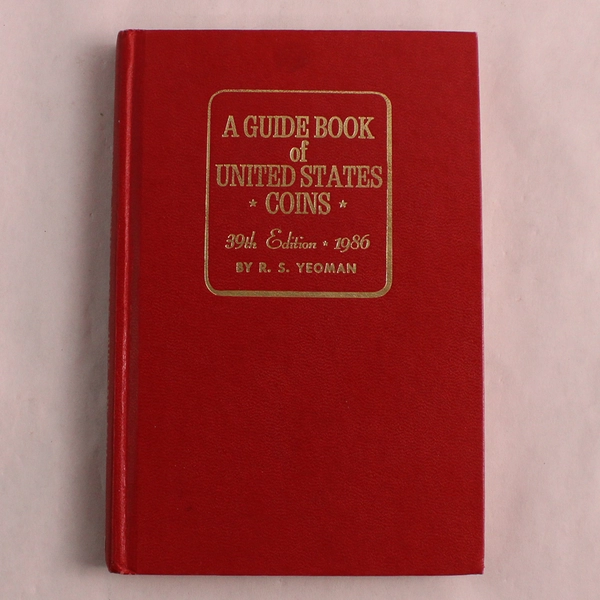 A GUIDE BOOK
of
UNITED STATES
* COINS *
39th Edition * 1986
BY R. S. YEOMAN